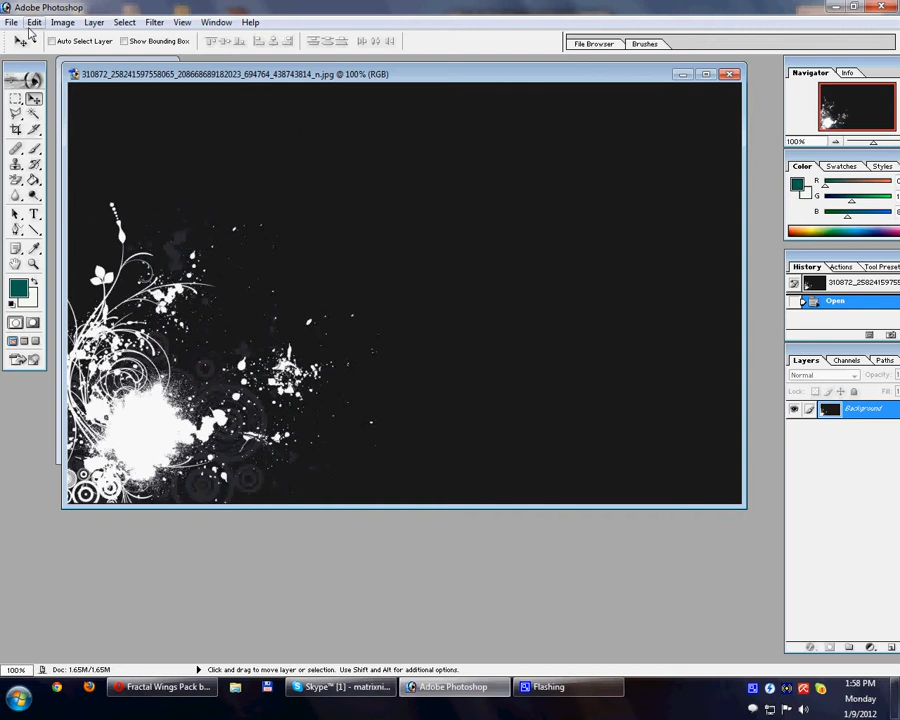 Adobe Photoshop
File Edit Image Layer Select Filter View Window Help
Auto Select Layer Show Bounding Box File Browser Brushes
310872_258241597558065_208668689182023_694764_438743814_n.jpg @ 100% (RGB)
Navigator Info
100%
Color Swatches Styles
R
G
B
History Actions Tool Preset
310872_2582415975
Open
Layers Channels Paths
Normal Opacity:
Lock: Fill:
Background
100% Doc: 1.65M/1.65M Click and drag to move layer or selection. Use Shift and Alt for additional options.
Fractal Wings Pack b... Skype™ [1] - matrixni... Adobe Photoshop Flashing
1:58 PM
Monday
1/9/2012